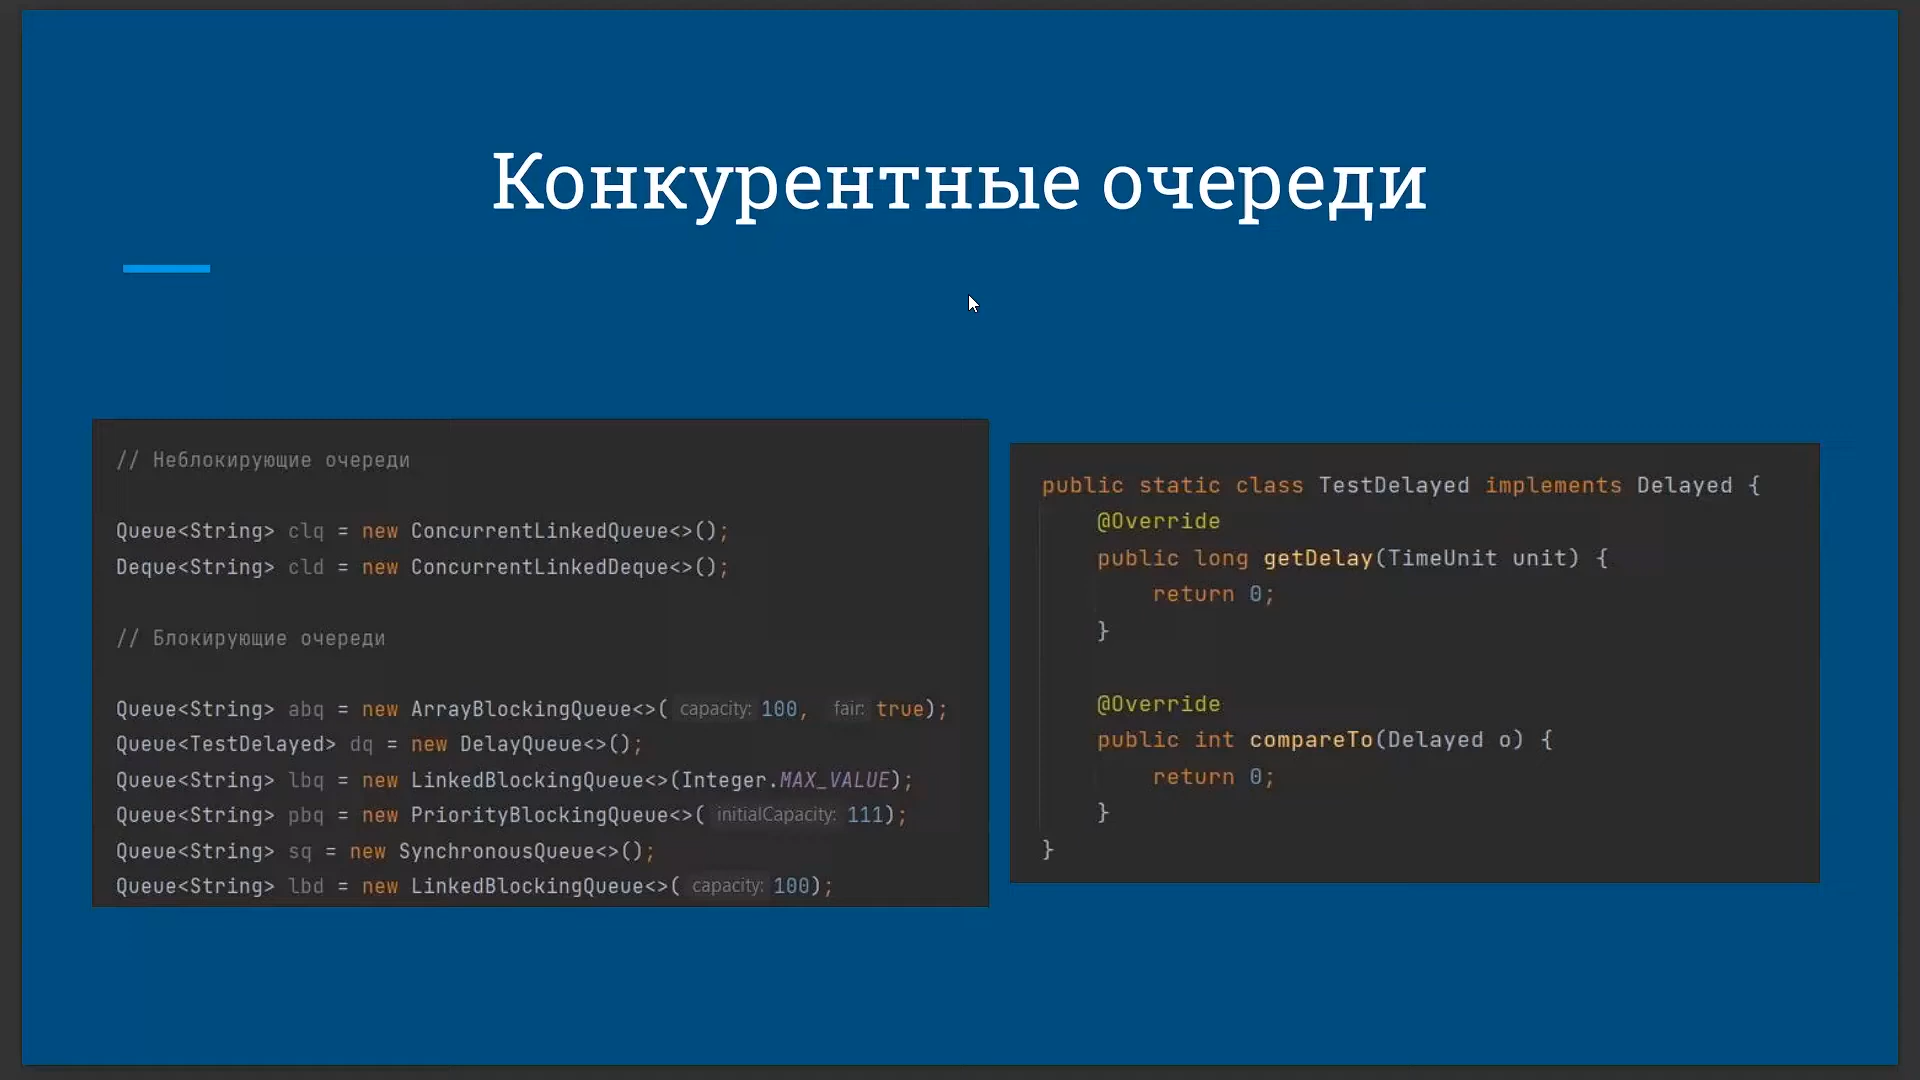 Конкурентные очереди
// Неблокирующие очереди
Queue<String> clq = new ConcurrentLinkedQueue<>();
Deque<String> cld = new ConcurrentLinkedDeque<>();
// Блокирующие очереди
Queue<String> abq = new ArrayBlockingQueue<>( capacity: 100, fair: true);
Queue<TestDelayed> dq = new DelayQueue<>();
Queue<String> lbq = new LinkedBlockingQueue<>(Integer.MAX_VALUE);
Queue<String> pbq = new PriorityBlockingQueue<>( initialCapacity: 111);
Queue<String> sq = new SynchronousQueue<>();
Queue<String> lbd = new LinkedBlockingQueue<>( capacity: 100);
public static class TestDelayed implements Delayed {
@Override
public long getDelay(TimeUnit unit) {
return 0;
}
@Override
public int compareTo(Delayed o) {
return 0;
}
}